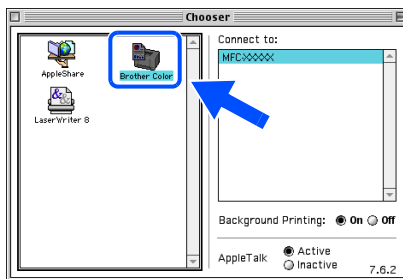 Chooser
AppleShare
Brother Color
LaserWriter 8
Connect to:
MFC-XXXX
Background Printing: On Off
AppleTalk
Active
Inactive
7.6.2